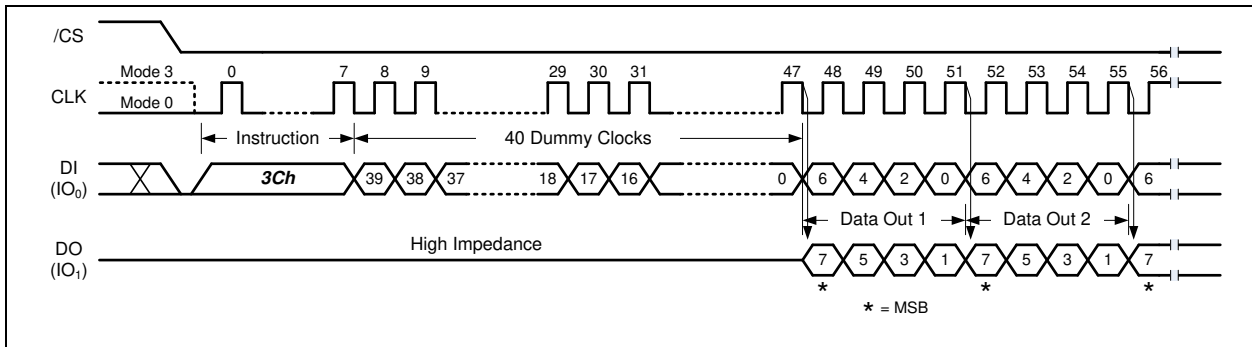 /CS
Mode 3 0 7 8 9 29 30 31 47 48 49 50 51 52 53 54 55 56
CLK
Mode 0
Instruction 40 Dummy Clocks
DI
(IO0)
3Ch 39 38 37 18 17 16 0 6 4 2 0 6 4 2 0 6
Data Out 1 Data Out 2
High Impedance
DO
(IO1)
7 5 3 1 7 5 3 1 7
* * *
* = MSB